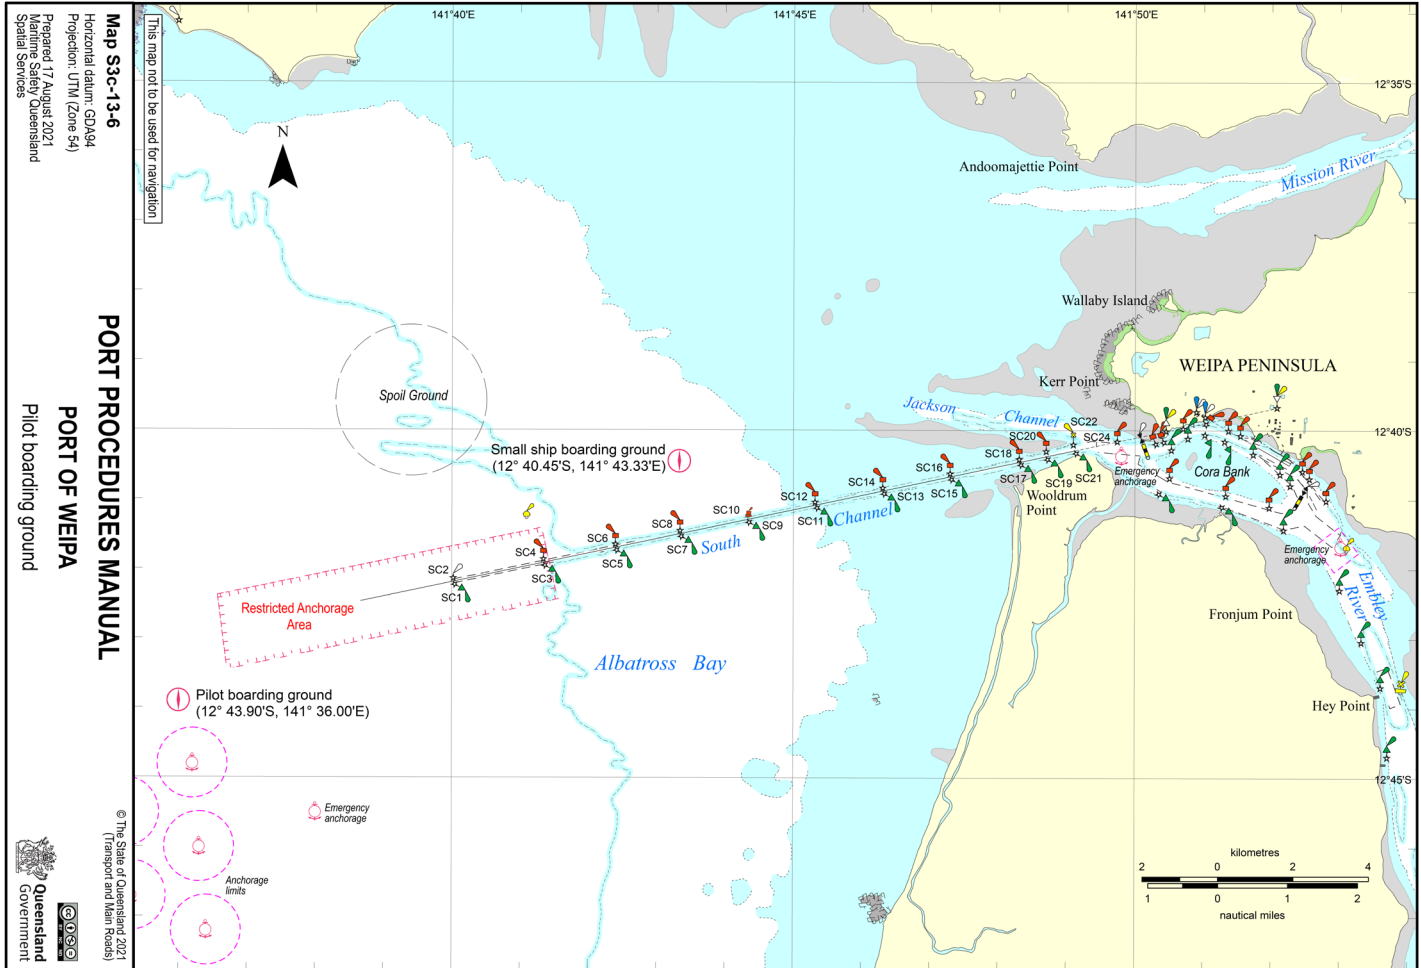 Map S3c-13-6
Horizontal datum: GDA94
Projection: UTM (Zone 54)
Prepared 17 August 2021
Maritime Safety Queensland
Spatial Services
PORT PROCEDURES MANUAL
PORT OF WEIPA
Pilot boarding ground
© The State of Queensland 2021
(Transport and Main Roads)
Queensland
Government
This map not to be used for navigation
141°40'E
141°45'E
141°50'E
12°35'S
N
Andoomajettie Point
Mission River
Wallaby Island
WEIPA PENINSULA
Kerr Point
Spoil Ground
Jackson Channel
SC22
12°40'S
SC20
SC24
Small ship boarding ground
(12° 40.45'S, 141° 43.33'E)
SC18
Emergency
anchorage
Cora Bank
SC16
SC17
SC19
SC21
SC14
SC15
SC12
SC13
Wooldrum
Point
SC10
SC11
Channel
SC8
SC9
SC6
SC7
South
SC4
SC5
Emergency
anchorage
SC2
SC3
SC1
Restricted Anchorage
Area
Embley
River
Fronjum Point
Albatross Bay
Pilot boarding ground
(12° 43.90'S, 141° 36.00'E)
Hey Point
12°45'S
Emergency
anchorage
Anchorage
limits
kilometres
2 0 2 4
1 0 1 2
nautical miles